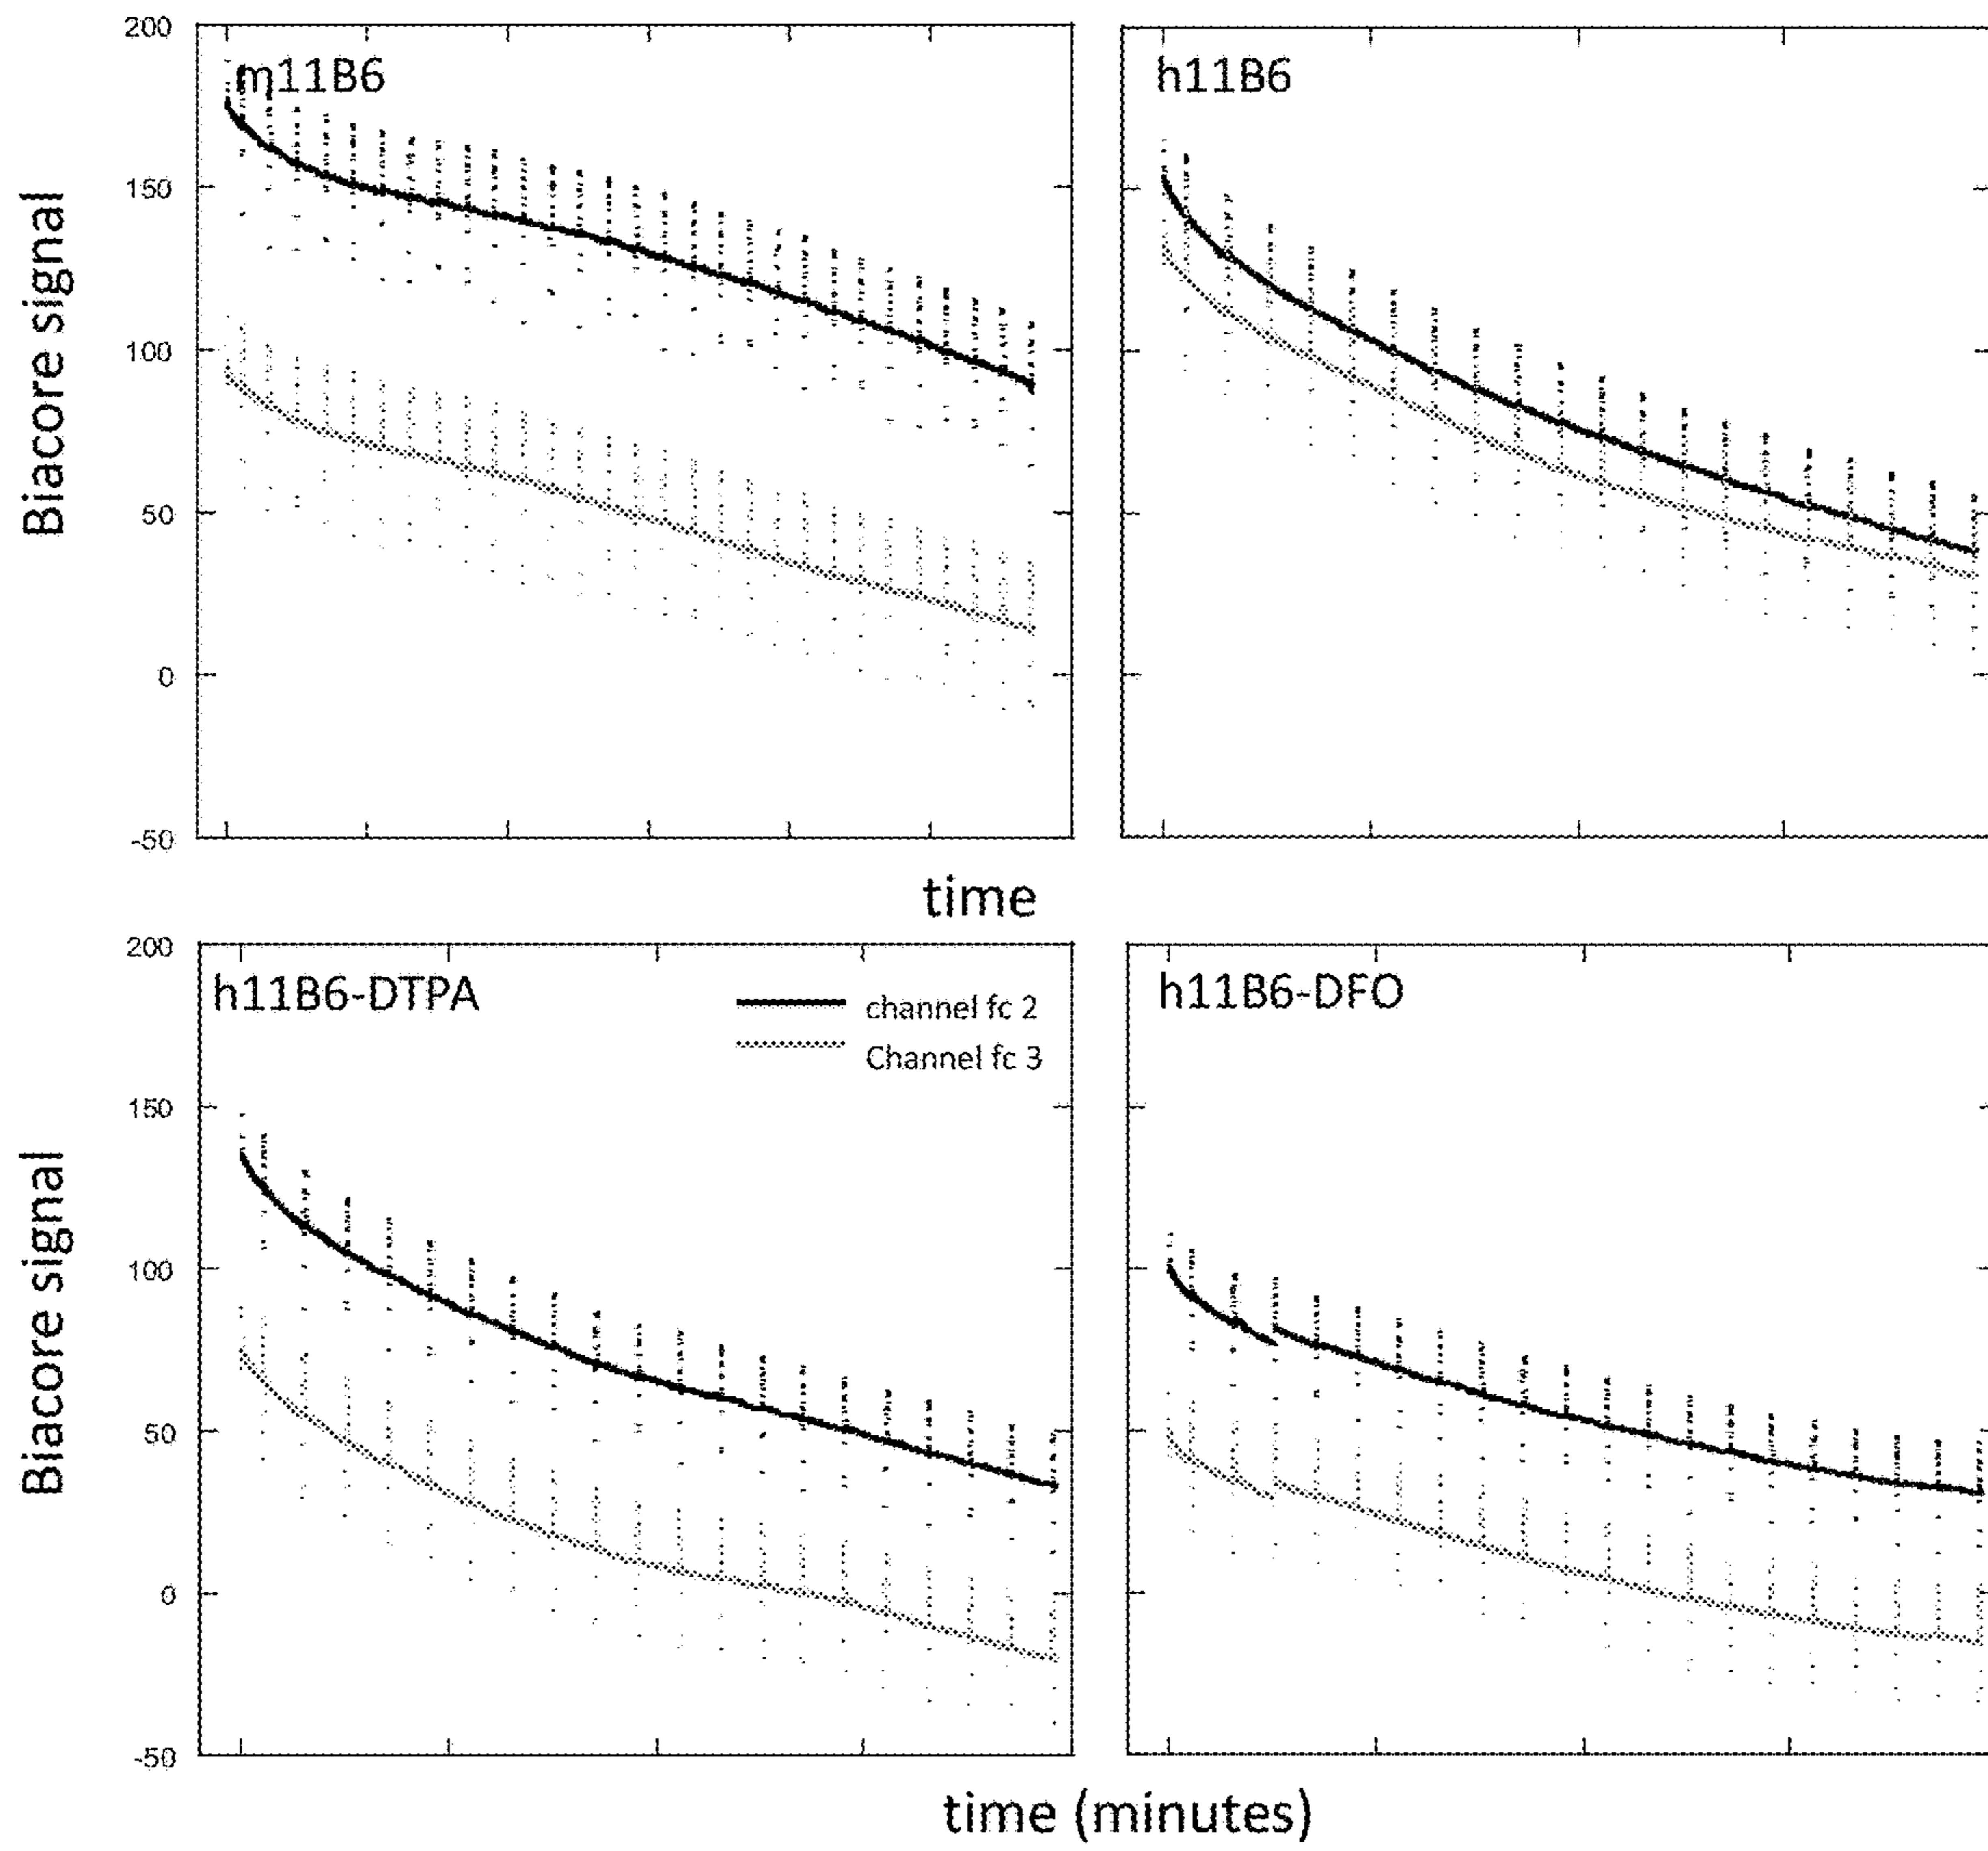 Biacore signal
200
150
100
50
0
-50
m11B6
h11B6
time
Biacore signal
200
150
100
50
0
-50
h11B6-DTPA
channel fc 2
Channel fc 3
h11B6-DFO
time (minutes)